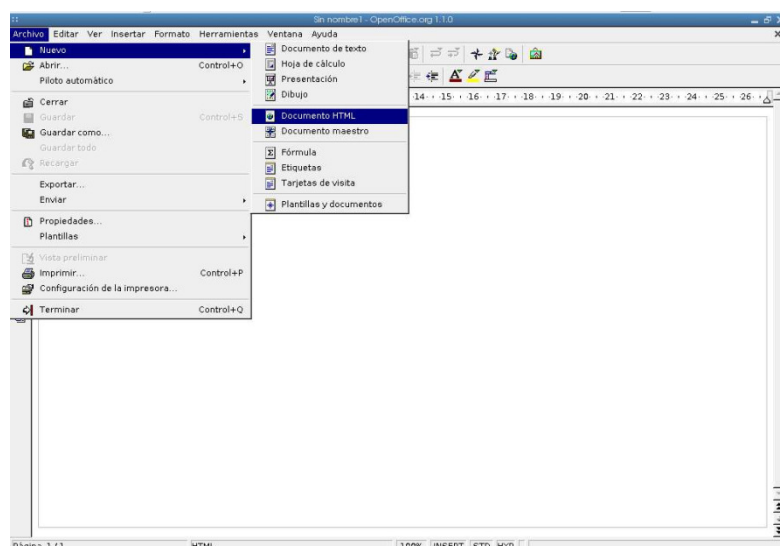 Sin nombre1 - OpenOffice.org 1.1.0
Archivo Editar Ver Insertar Formato Herramientas Ventana Ayuda
Nuevo
Abrir... Control+O
Piloto automático
Cerrar
Guardar Control+S
Guardar como...
Guardar todo
Recargar
Exportar...
Enviar
Propiedades...
Plantillas
Vista preliminar
Imprimir... Control+P
Configuración de la impresora...
Terminar Control+Q
Documento de texto
Hoja de cálculo
Presentación
Dibujo
Documento HTML
Documento maestro
Fórmula
Etiquetas
Tarjetas de visita
Plantillas y documentos
14 15 16 17 18 19 20 21 22 23 24 25 26
Página 1/1 HTML 100% INSERT STD HYP